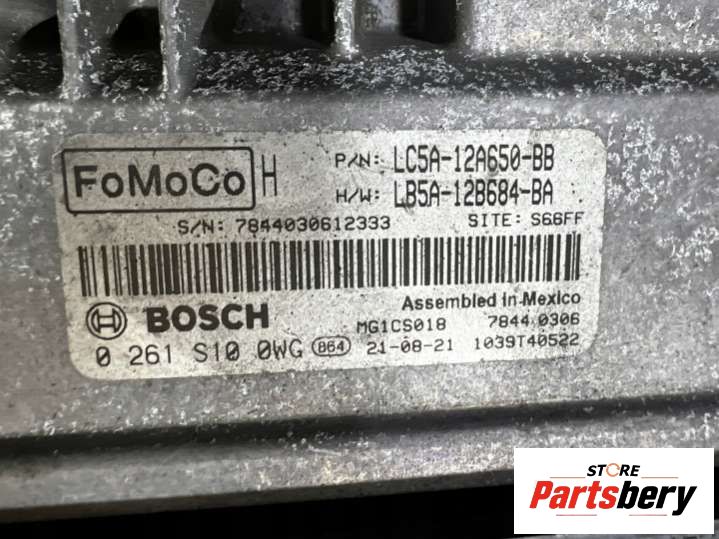 FoMoCo H P/N: LC5A-12A650-BB
H/W: LB5A-12B684-BA
S/N: 7844030612333 SITE: S66FF
Assembled in Mexico
BOSCH MG1CS018 7844.0306
0 261 S10 0WG 864 21-08-21 1039T40522
STORE
Partsbery